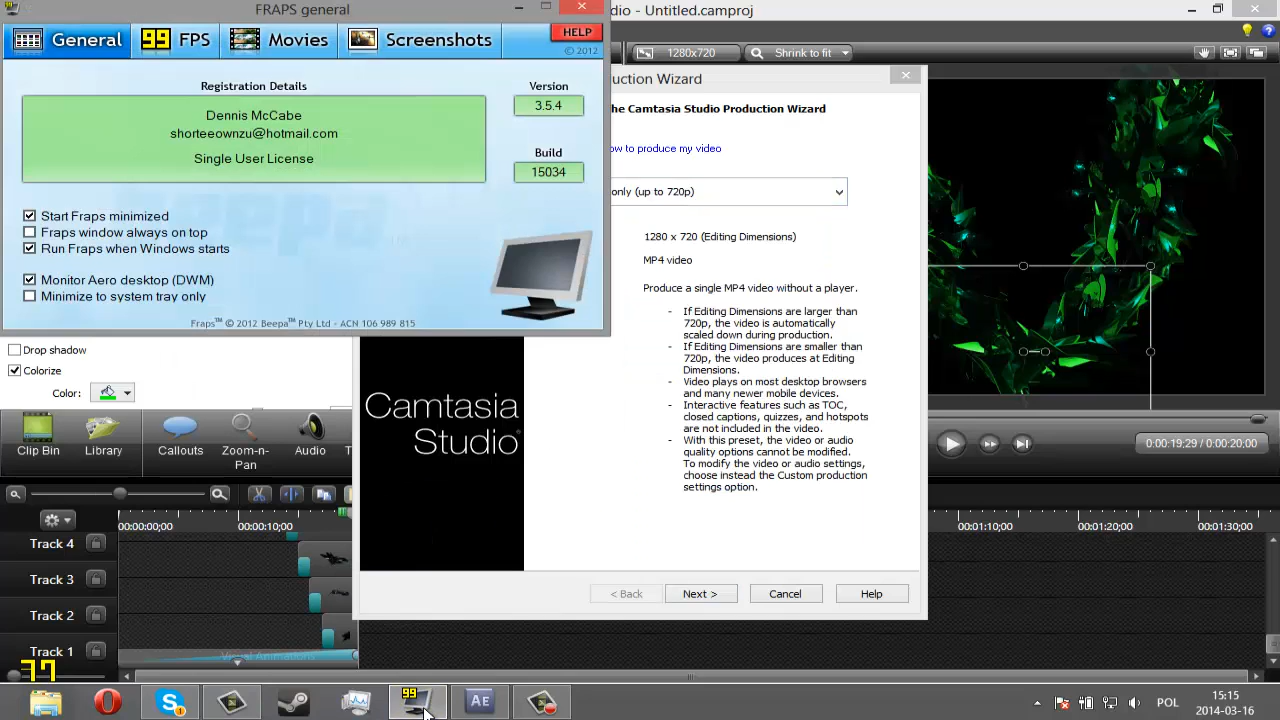 FRAPS general
dio - Untitled.camproj
General
99 FPS
Movies
Screenshots
HELP
© 2012
1280x720
Shrink to fit
Registration Details
Version
Dennis McCabe
shorteeownzu@hotmail.com
Single User License
3.5.4
Build
15034
Start Fraps minimized
Fraps window always on top
Run Fraps when Windows starts
Monitor Aero desktop (DWM)
Minimize to system tray only
Fraps™ © 2012 Beepa™ Pty Ltd - ACN 106 989 815
uction Wizard
he Camtasia Studio Production Wizard
ow to produce my video
only (up to 720p)
1280 x 720 (Editing Dimensions)
MP4 video
Produce a single MP4 video without a player.
- If Editing Dimensions are larger than
720p, the video is automatically
scaled down during production.
- If Editing Dimensions are smaller than
720p, the video produces at Editing
Dimensions.
- Video plays on most desktop browsers
and many newer mobile devices.
- Interactive features such as TOC,
closed captions, quizzes, and hotspots
are not included in the video.
- With this preset, the video or audio
quality options cannot be modified.
To modify the video or audio settings,
choose instead the Custom production
settings option.
Camtasia
Studio®
< Back
Next >
Cancel
Help
Drop shadow
Colorize
Color:
Clip Bin
Library
Callouts
Zoom-n-
Pan
Audio
T
0:00:19;29 / 0:00:20;00
00:00:00;00
00:00:10;00
00:01:10;00
00:01:20;00
00:01:30;00
Track 4
Track 3
Track 2
Track 1
Visual Animations
77
99
1
AE
POL
15:15
2014-03-16